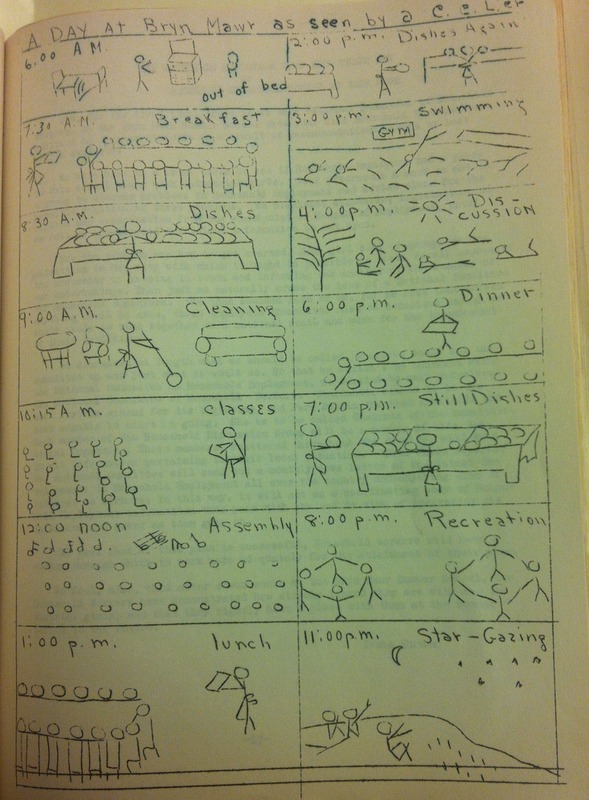 A DAY at Bryn Mawr as seen by a C. & L.er
6:00 A.M.
out of bed
7:30 A.M. Breakfast
8:30 A.M. Dishes
9:00 A.M. Cleaning
10:15 A.M. classes
12:00 noon Assembly
1:00 p.m. lunch
2:00 p.m. Dishes Again
3:00 p.m. Swimming
GYM
4:00 p.m. DIS-
CUSSION
6:00 p.m. Dinner
7:00 p.m. Still Dishes
8:00 p.m. Recreation
11:00 p.m. Star-Gazing